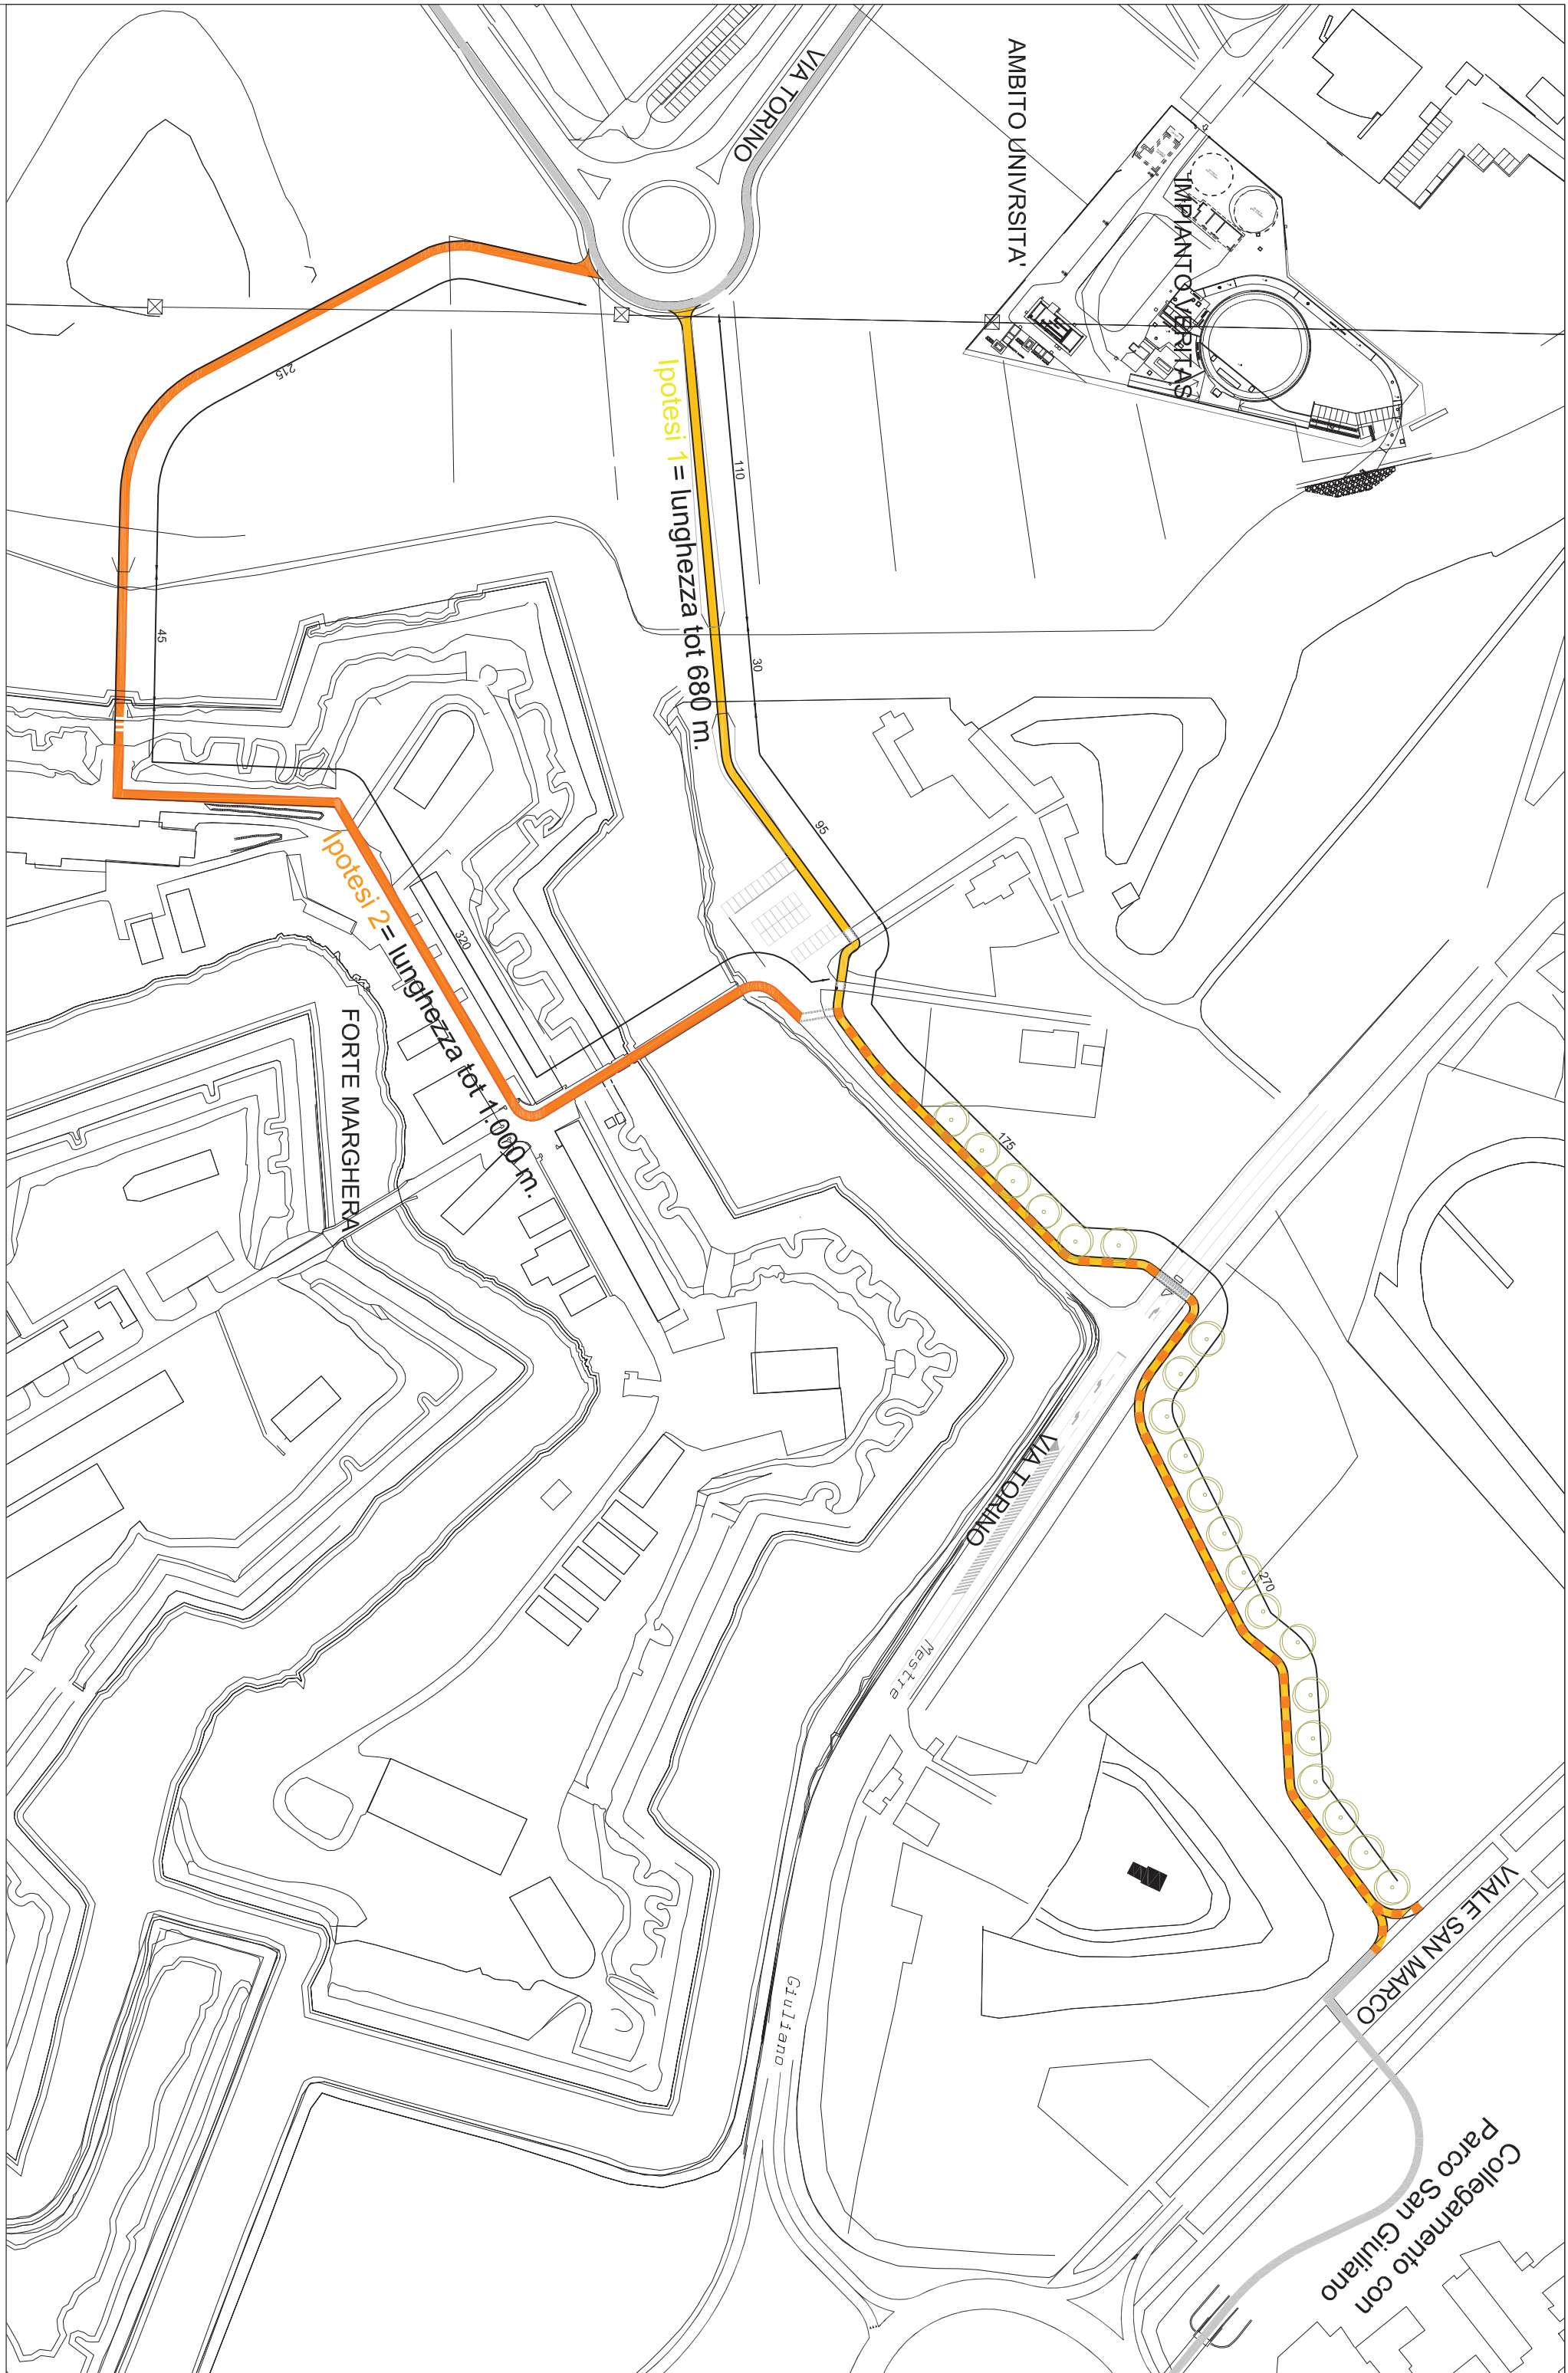 VIA TORINO
AMBITO UNIVRSITA'
IMPIANTO VERITAS
215
Ipotesi 1 = lunghezza tot 680 m.
110
45
30
95
Ipotesi 2 = lunghezza tot 1.000 m.
320
FORTE MARGHERA
175
VIA TORINO
270
Mestre
VIALE SAN MARCO
Giuliano
Collegamento con
Parco San Giuliano